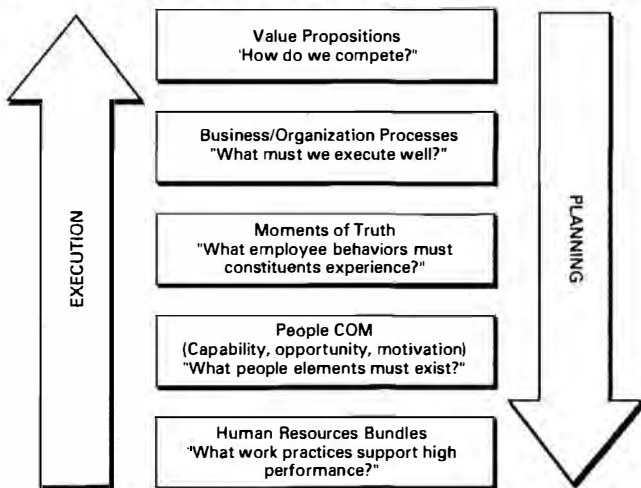 Value Propositions
'How do we compete?"
Business/Organization Processes
"What must we execute well?"
Moments of Truth
"What employee behaviors must
constituents experience?"
People COM
(Capability, opportunity, motivation)
"What people elements must exist?"
Human Resources Bundles
"What work practices support high
performance?"
EXECUTION
PLANNING